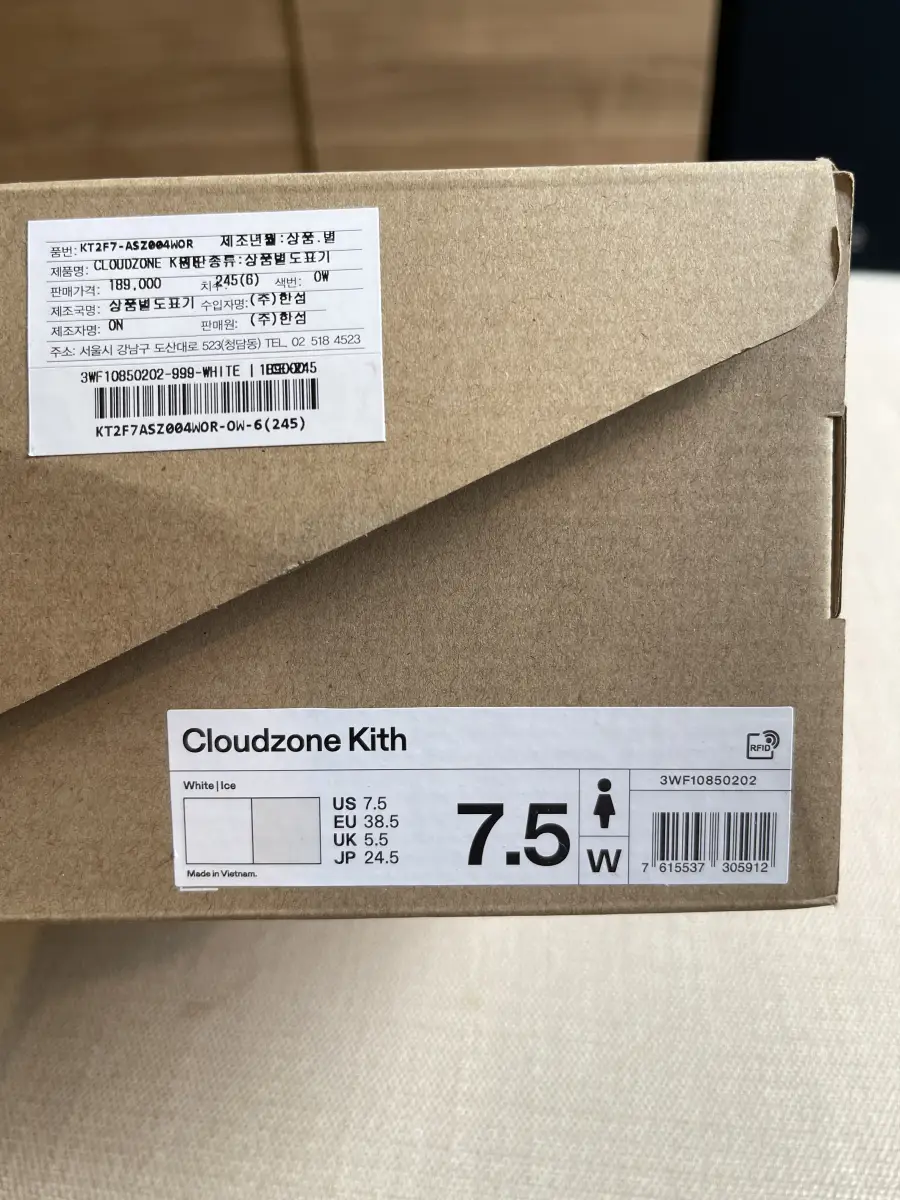 품번: KT2F7-ASZ004WOR 제조년월:상품.별
제품명: CLOUDZONE 종류:상품별도표기
판매가격: 189,000 치수: 245(6) 색번: OW
제조국명: 상품별도표기 수입자명: (주)한섬
제조자명: ON 판매원: (주)한섬
주소: 서울시 강남구 도산대로 523(청담동) TEL, 02 518 4523
3WF10850202-999-WHITE |
KT2F7ASZ004WOR-OW-6(245)
Cloudzone Kith
RFID
White | Ice
US 7.5
EU 38.5
UK 5.5
JP 24.5
7.5
W
3WF10850202
7 615537 305912
Made in Vietnam.